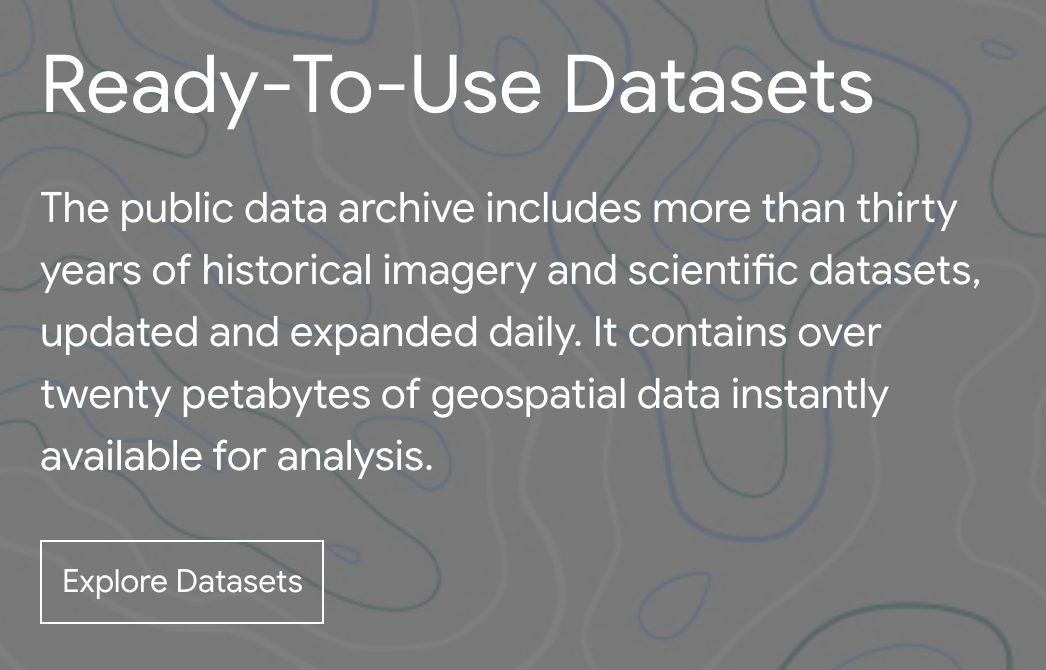 Ready-To-Use Datasets
The public data archive includes more than thirty
years of historical imagery and scientific datasets,
updated and expanded daily. It contains over
twenty petabytes of geospatial data instantly
available for analysis.
Explore Datasets